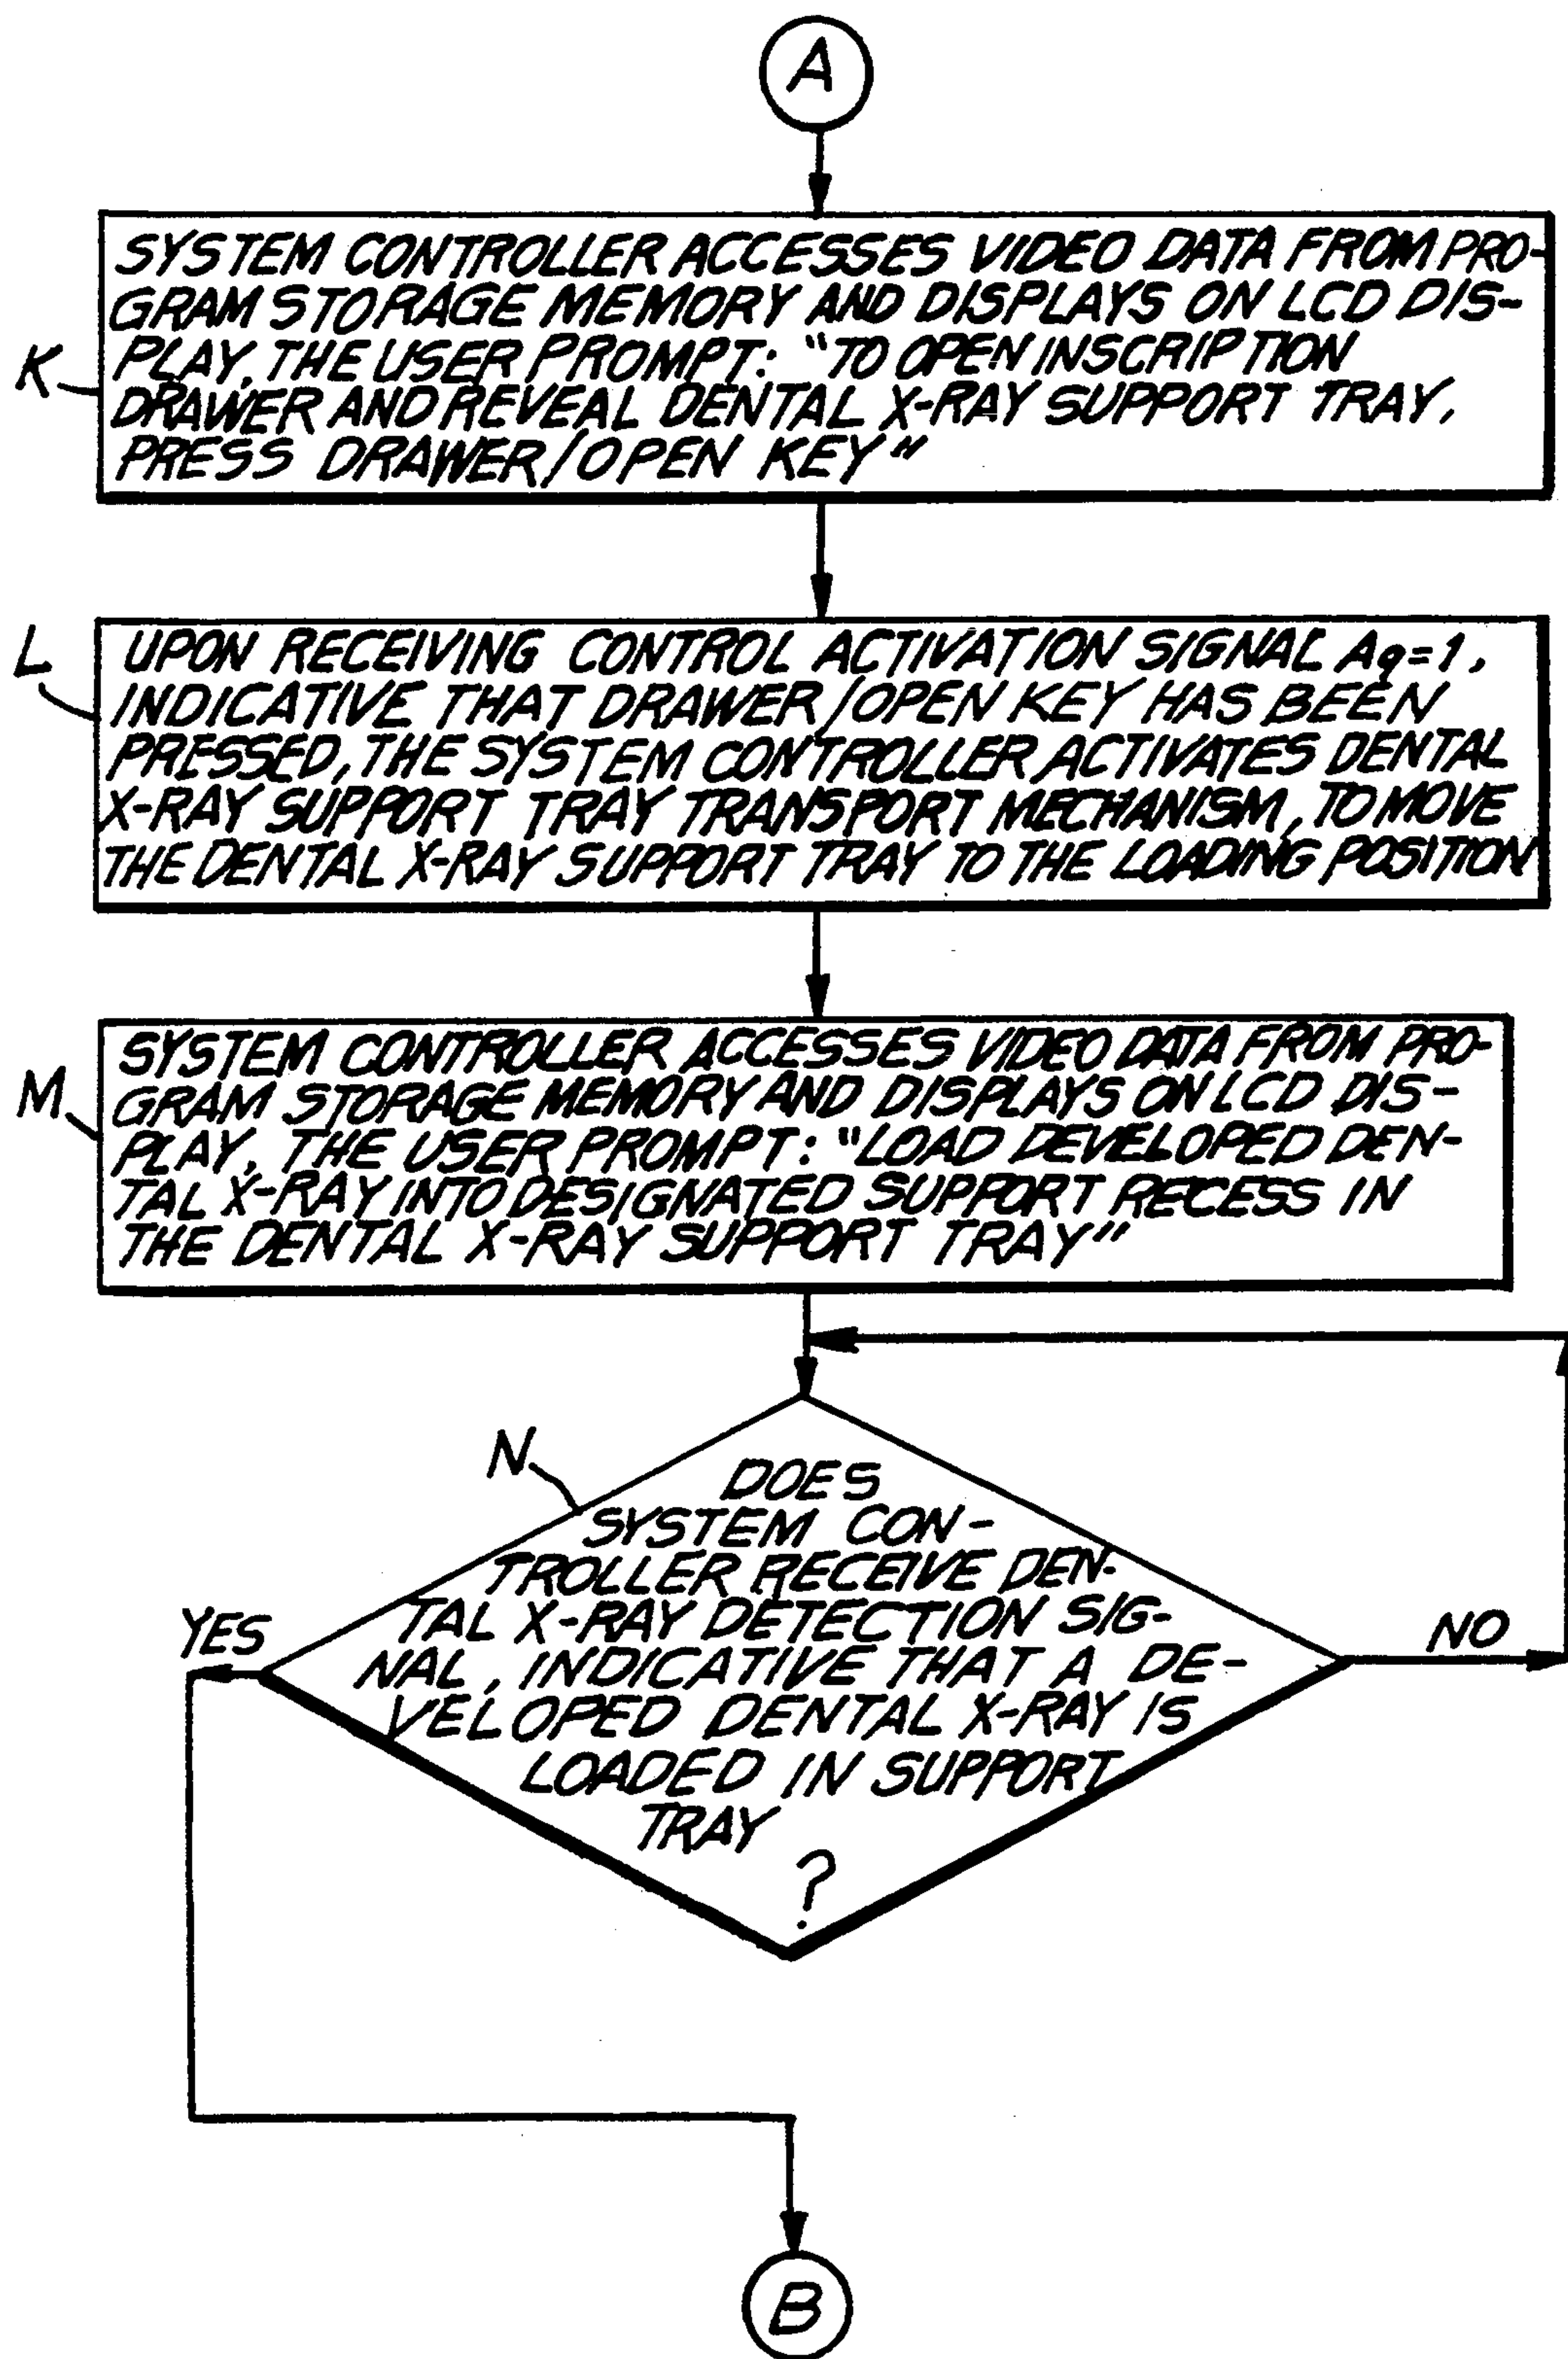 A
SYSTEM CONTROLLER ACCESSES VIDEO DATA FROM PRO-
GRAM STORAGE MEMORY AND DISPLAYS ON LCD DIS-
PLAY, THE USER PROMPT: "TO OPEN INSCRIPTION
DRAWER AND REVEAL DENTAL X-RAY SUPPORT TRAY,
PRESS DRAWER/OPEN KEY"
K
L
UPON RECEIVING CONTROL ACTIVATION SIGNAL A9=1,
INDICATIVE THAT DRAWER/OPEN KEY HAS BEEN
PRESSED, THE SYSTEM CONTROLLER ACTIVATES DENTAL
X-RAY SUPPORT TRAY TRANSPORT MECHANISM, TO MOVE
THE DENTAL X-RAY SUPPORT TRAY TO THE LOADING POSITION
M
SYSTEM CONTROLLER ACCESSES VIDEO DATA FROM PRO-
GRAM STORAGE MEMORY AND DISPLAYS ON LCD DIS-
PLAY, THE USER PROMPT: "LOAD DEVELOPED DEN-
TAL X-RAY INTO DESIGNATED SUPPORT RECESS IN
THE DENTAL X-RAY SUPPORT TRAY"
N
DOES
SYSTEM CON-
TROLLER RECEIVE DEN-
TAL X-RAY DETECTION SIG-
NAL, INDICATIVE THAT A DE-
VELOPED DENTAL X-RAY IS
LOADED IN SUPPORT
TRAY
?
YES
NO
B